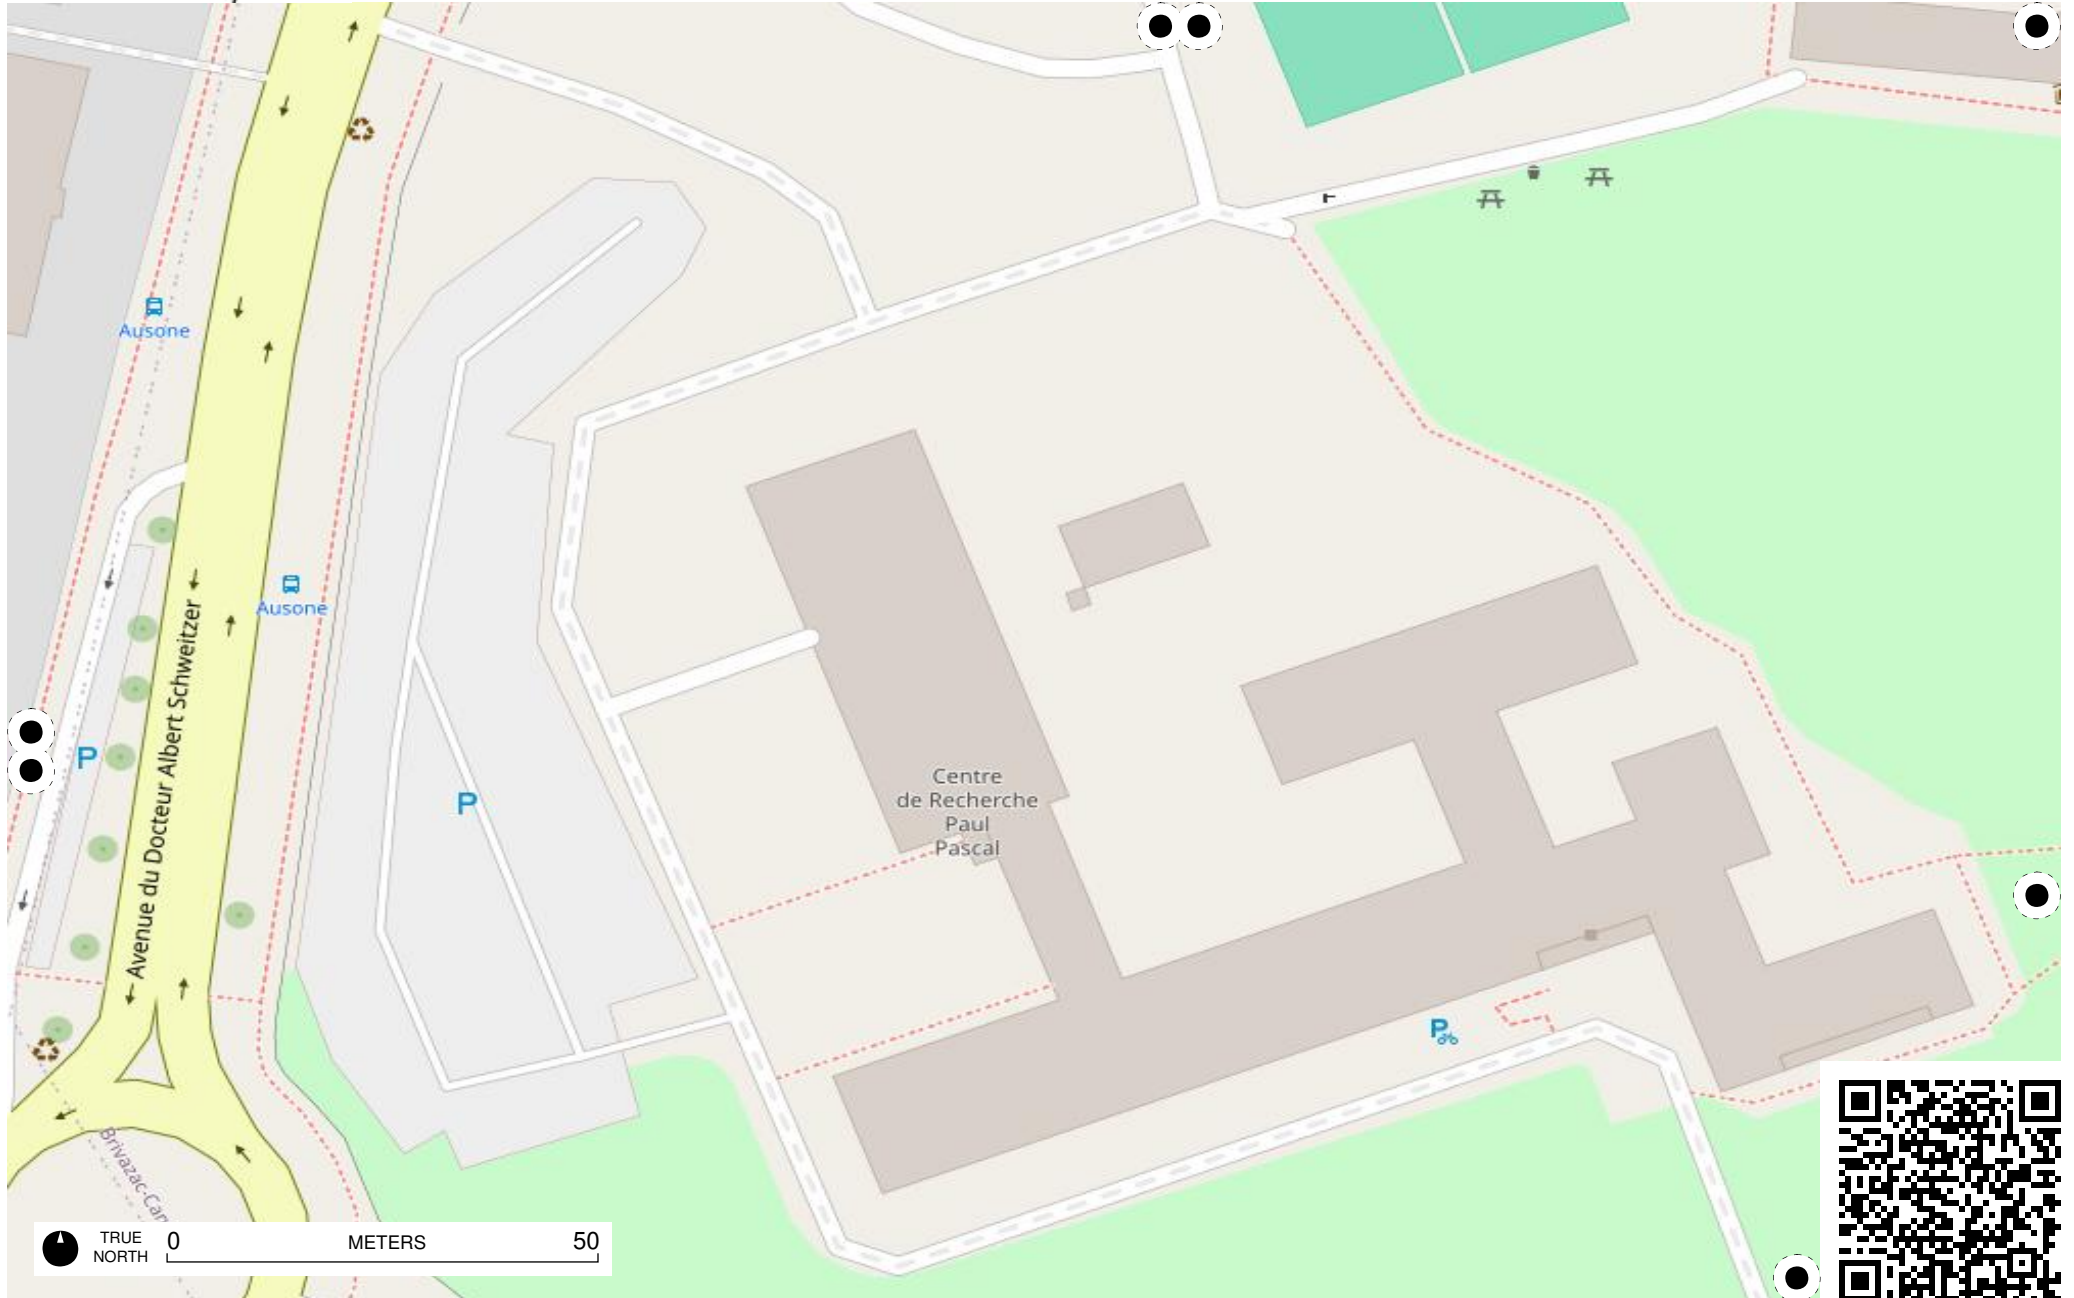 Ausone
Ausone
Avenue du Docteur Albert Schweitzer
P
P
Centre
de Recherche
Paul
Pascal
P
TRUE
NORTH
0
METERS
50